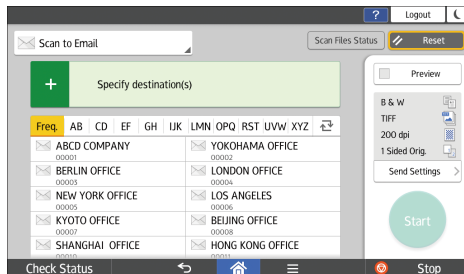 ? Logout
Scan to Email
Scan Files Status
Reset
+ Specify destination(s)
Preview
B & W
TIFF
200 dpi
1 Sided Orig.
Send Settings >
Start
Freq. AB CD EF GH IJK LMN OPQ RST UVW XYZ
ABCD COMPANY
00001
YOKOHAMA OFFICE
00002
BERLIN OFFICE
00003
LONDON OFFICE
00004
NEW YORK OFFICE
00005
LOS ANGELES
00006
KYOTO OFFICE
00007
BEIJING OFFICE
00008
SHANGHAI OFFICE
00010
HONG KONG OFFICE
00011
Check Status
Stop